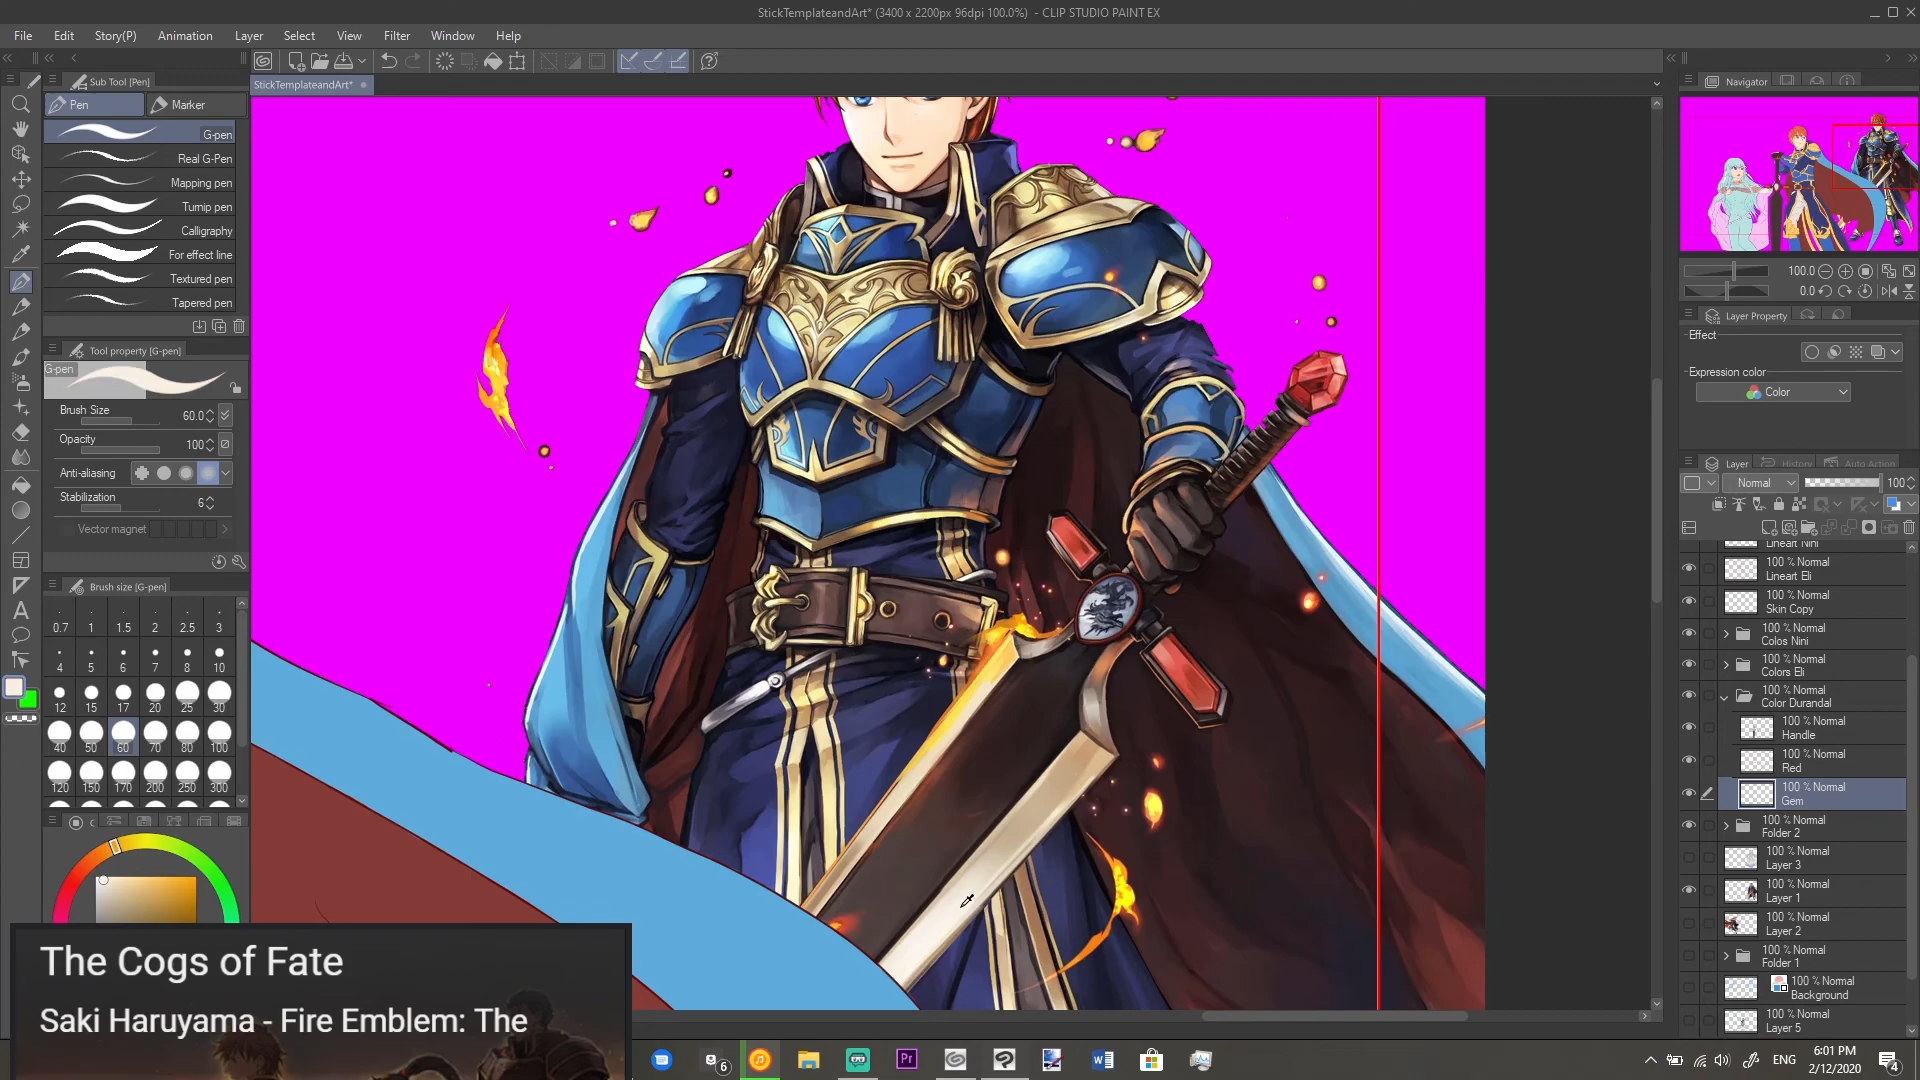 StickTemplateandArt* (3400 x 2200px 96dpi 100.0%) - CLIP STUDIO PAINT EX
File Edit Story(P) Animation Layer Select View Filter Window Help
Sub Tool [Pen]
StickTemplateandArt*
Navigator
Pen Marker
G-pen
Real G-Pen
Mapping pen
Turnip pen
Calligraphy
For effect line
Textured pen
Tapered pen
100.0
0.0
Layer Property
Effect
Expression color
Color
Tool property [G-pen]
G-pen
Brush Size 60.0
Opacity 100
Anti-aliasing
Stabilization
6
Vector magnet
Layer History Auto Action
Normal 100
Brush size [G-pen]
0.7 1 1.5 2 2.5 3
4 5 6 7 8 10
12 15 17 20 25 30
40 50 60 70 80 100
120 150 170 200 250 300
Lineart Nini
100 % Normal
Lineart Eli
100 % Normal
Skin Copy
100 % Normal
Colos Nini
100 % Normal
Colors Eli
100 % Normal
Color Durandal
100 % Normal
Handle
100 % Normal
Red
100 % Normal
Gem
100 % Normal
Folder 2
100 % Normal
Layer 3
100 % Normal
Layer 1
100 % Normal
Layer 2
100 % Normal
Folder 1
100 % Normal
Background
100 % Normal
Layer 5
The Cogs of Fate
Saki Haruyama - Fire Emblem: The
6
Pr
ENG
6:01 PM
2/12/2020
4